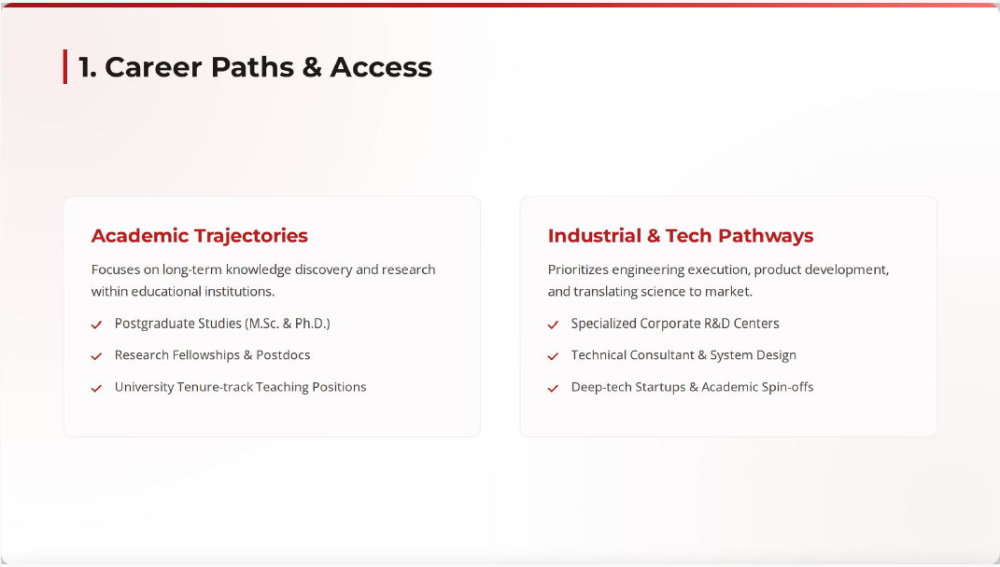 1. Career Paths & Access
Academic Trajectories
Focuses on long-term knowledge discovery and research
within educational institutions.
Postgraduate Studies (M.Sc. & Ph.D.)
Research Fellowships & Postdocs
University Tenure-track Teaching Positions
Industrial & Tech Pathways
Prioritizes engineering execution, product development,
and translating science to market.
Specialized Corporate R&D Centers
Technical Consultant & System Design
Deep-tech Startups & Academic Spin-offs